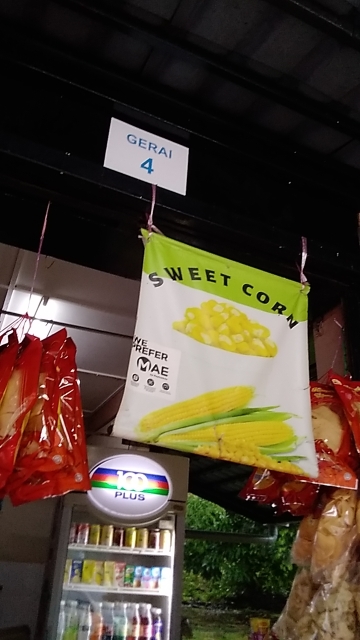 GERAI
4
SWEET CORN
WE
PREFER
MAE
100
PLUS